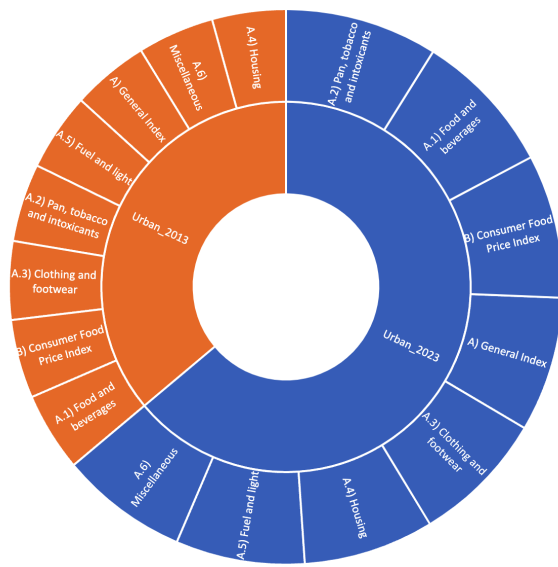 A.2) Pan, tobacco
and intoxicants
A.1) Food and
beverages
B) Consumer Food
Price Index
A) General Index
A.3) Clothing and
footwear
A.4) Housing
A.5) Fuel and light
A.6)
Miscellaneous
Urban_2023
A.1) Food and
beverages
B) Consumer Food
Price Index
A.3) Clothing and
footwear
A.2) Pan, tobacco
and intoxicants
A.5) Fuel and light
A) General Index
A.6)
Miscellaneous
A.4) Housing
Urban_2013